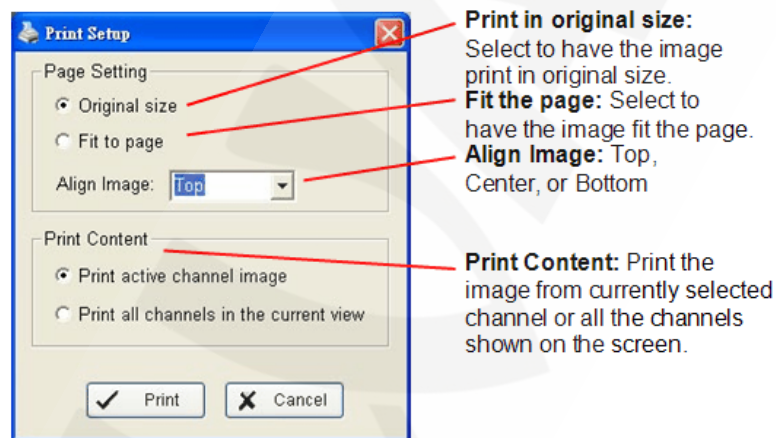 Print Setup
Page Setting
Original size
Fit to page
Align Image: Top
Print Content
Print active channel image
Print all channels in the current view
Print
Cancel
Print in original size:
Select to have the image
print in original size.
Fit the page: Select to
have the image fit the page.
Align Image: Top,
Center, or Bottom
Print Content: Print the
image from currently selected
channel or all the channels
shown on the screen.